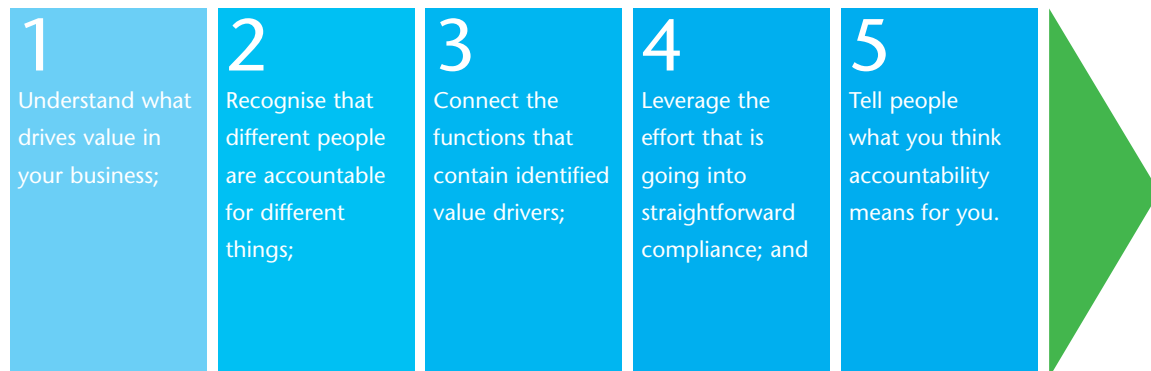 1
Understand what
drives value in
your business;
2
Recognise that
different people
are accountable
for different
things;
3
Connect the
functions that
contain identified
value drivers;
4
Leverage the
effort that is
going into
straightforward
compliance; and
5
Tell people
what you think
accountability
means for you.